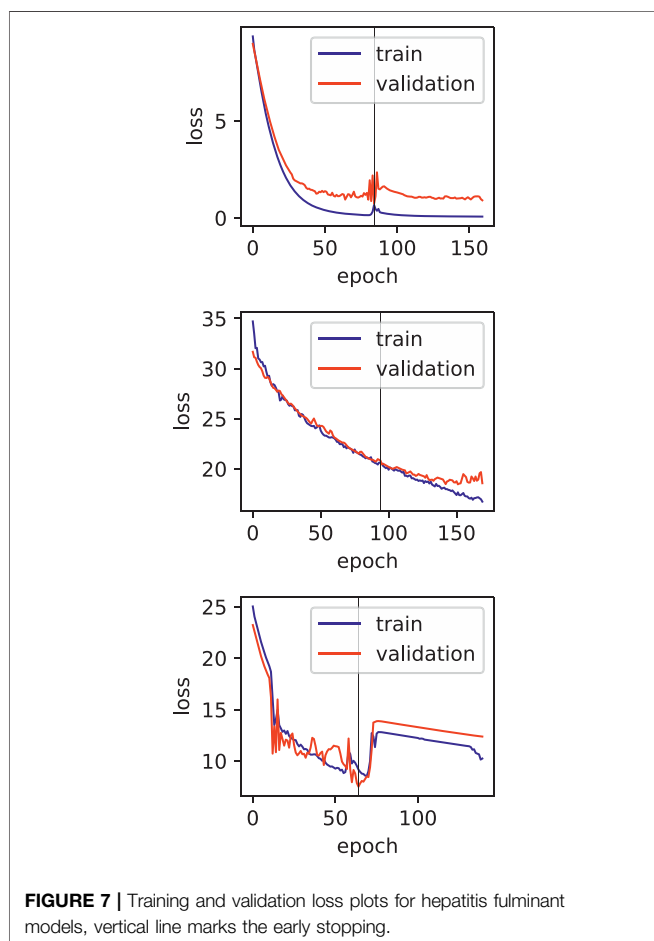 train
validation
5
0
loss
0 50 100 150
epoch
35
30
25
20
loss
train
validation
0 50 100 150
epoch
25
20
15
10
loss
train
validation
0 50 100
epoch
FIGURE 7 | Training and validation loss plots for hepatitis fulminant
models, vertical line marks the early stopping.